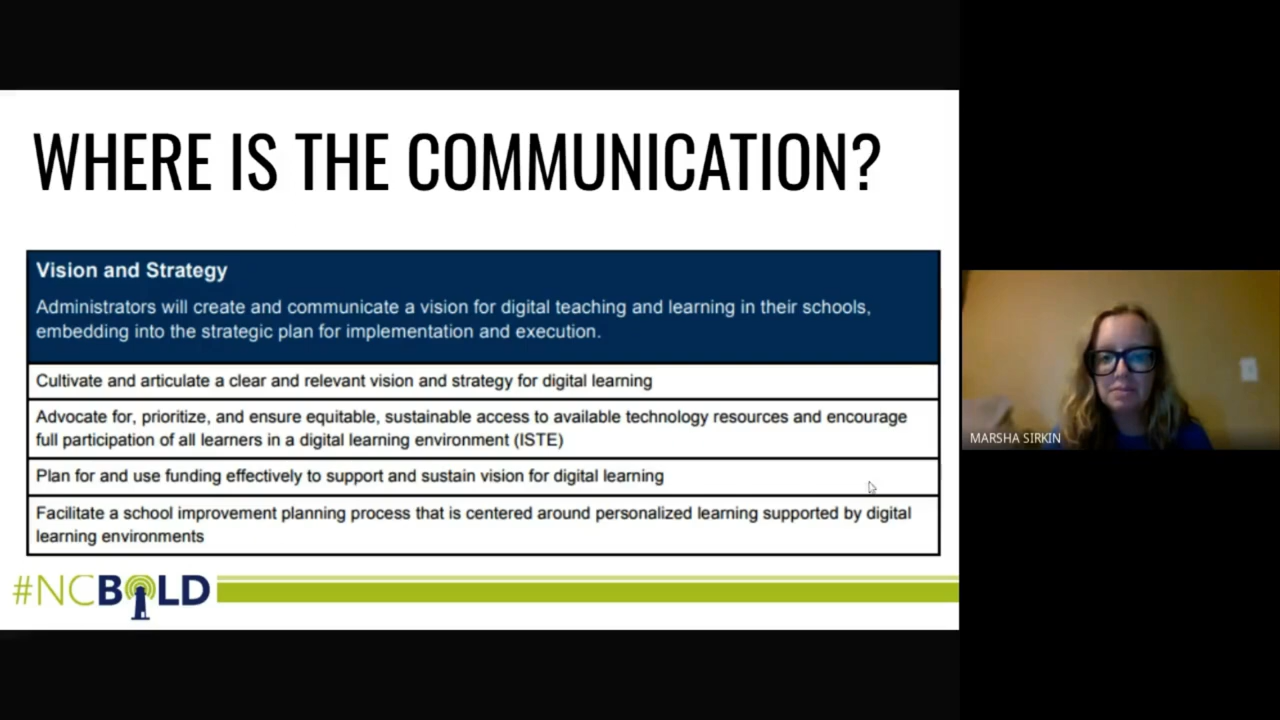 WHERE IS THE COMMUNICATION?
Vision and Strategy
Administrators will create and communicate a vision for digital teaching and learning in their schools,
embedding into the strategic plan for implementation and execution.
Cultivate and articulate a clear and relevant vision and strategy for digital learning
Advocate for, prioritize, and ensure equitable, sustainable access to available technology resources and encourage
full participation of all learners in a digital learning environment (ISTE)
Plan for and use funding effectively to support and sustain vision for digital learning
Facilitate a school improvement planning process that is centered around personalized learning supported by digital
learning environments
#NCBOLD
MARSHA SIRKIN